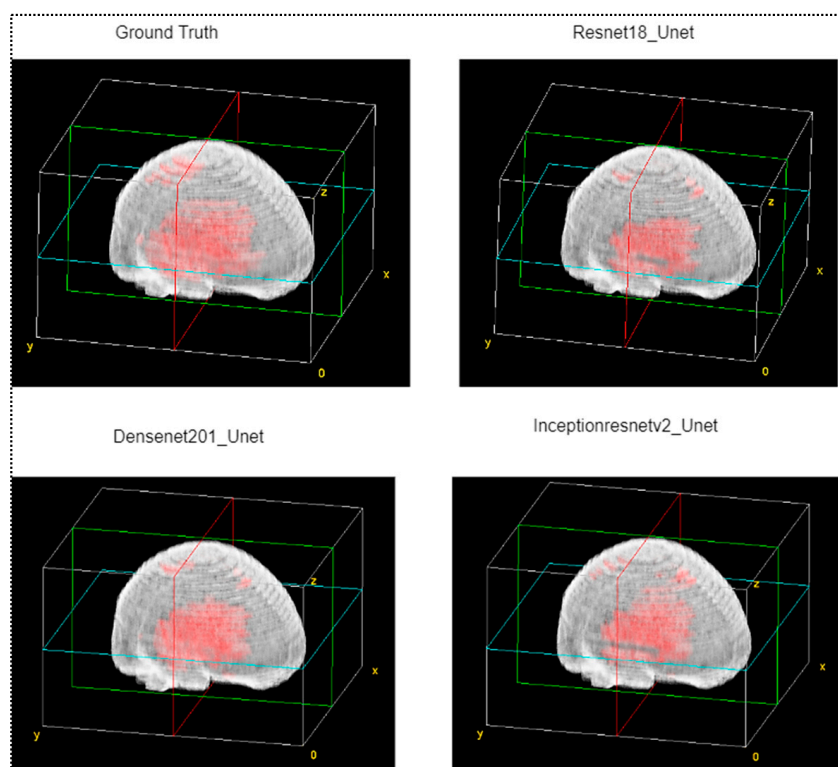 Ground Truth
Resnet18_Unet
z
x
y
0
z
x
y
0
Densenet201_Unet
Inceptionresnetv2_Unet
z
x
y
0
z
x
y
0